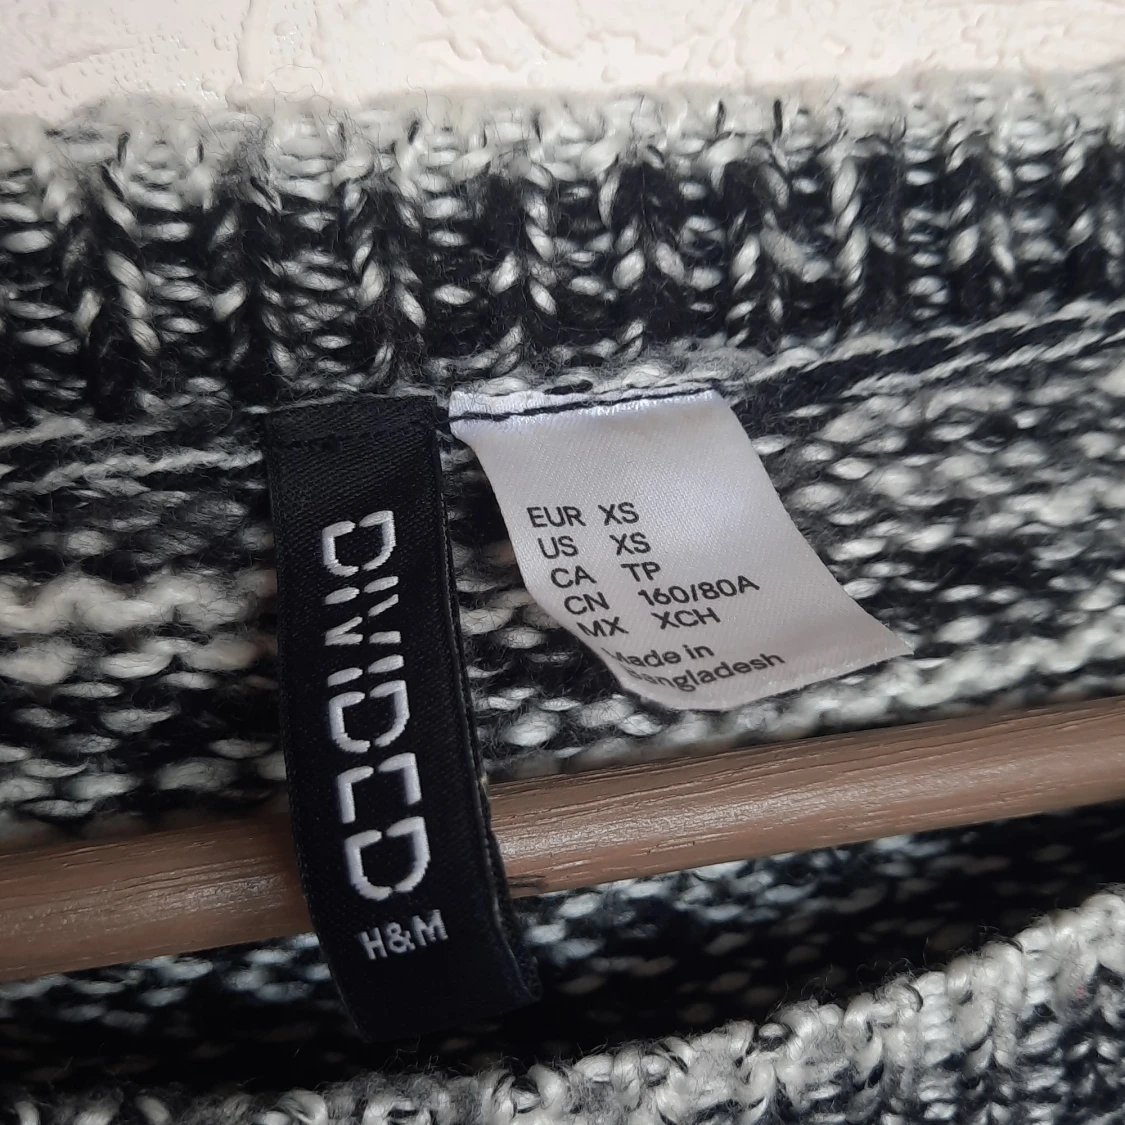 DIVIDED
H&M
EUR XS
US XS
CA TP
CN 160/80A
MX XCH
Made in
Bangladesh